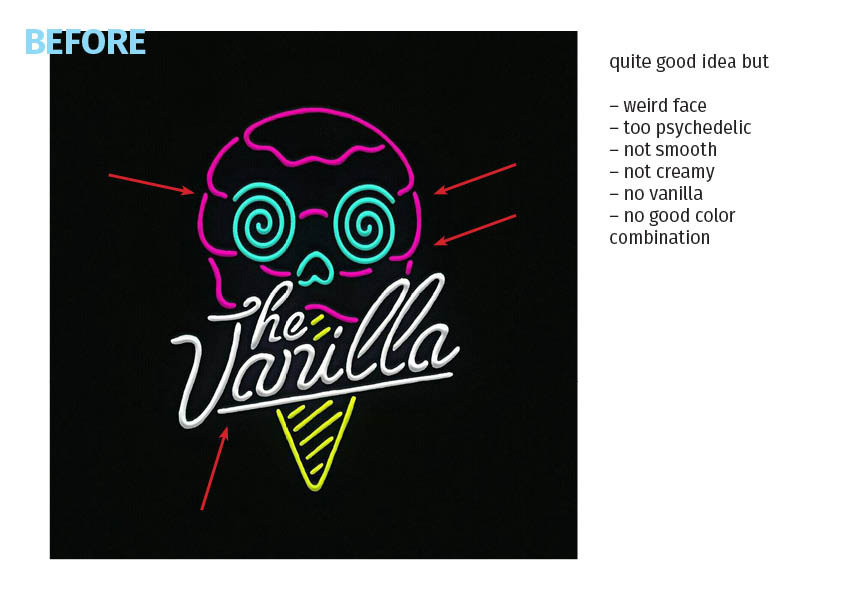 BEFORE
quite good idea but
– weird face
– too psychedelic
– not smooth
– not creamy
– no vanilla
– no good color
combination
The
Vanilla